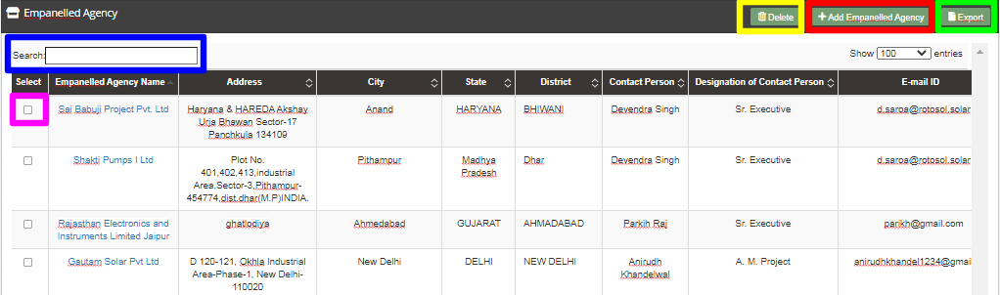 Empanelled Agency
Delete
+ Add Empanelled Agency
Export
Search:
Show 100 entries
Select Empanelled Agency Name Address City State District Contact Person Designation of Contact Person E-mail ID
Sai Babuji Project Pvt. Ltd
Haryana & HAREDA Akshay
Urja Bhawan Sector-17
Panchkula 134109
Anand
HARYANA
BHIWANI
Devendra Singh
Sr. Executive
d.saroa@rotosol.solar
Shakti Pumps I Ltd
Plot No.
401,402,413,industrial
Area,Sector-3,Pithampur-
454774,dist.dhar(M.P)INDIA.
Pithampur
Madhya
Pradesh
Dhar
Devendra Singh
Sr. Executive
d.saroa@rotosol.solar
Rajasthan Electronics and
Instruments Limited Jaipur
ghatlodiya
Ahmedabad
GUJARAT
AHMADABAD
Parkih Raj
Sr. Executive
parikh@gmail.com
Gautam Solar Pvt Ltd
D 120-121, Okhla Industrial
Area-Phase-1, New Delhi-
110020
New Delhi
DELHI
NEW DELHI
Anirudh
Khandelwal
A. M. Project
anirudhkhandel1234@gmai